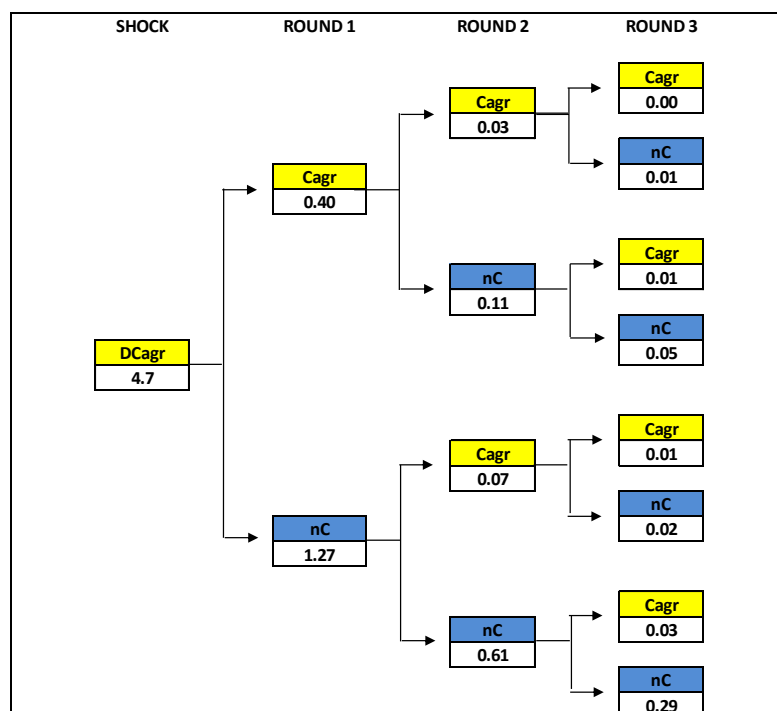 SHOCK ROUND 1 ROUND 2 ROUND 3
Cagr
0.00
Cagr
0.03
nC
0.01
Cagr
0.40
Cagr
0.01
nC
0.11
nC
0.05
DCagr
4.7
Cagr
0.01
Cagr
0.07
nC
0.02
nC
1.27
Cagr
0.03
nC
0.61
nC
0.29